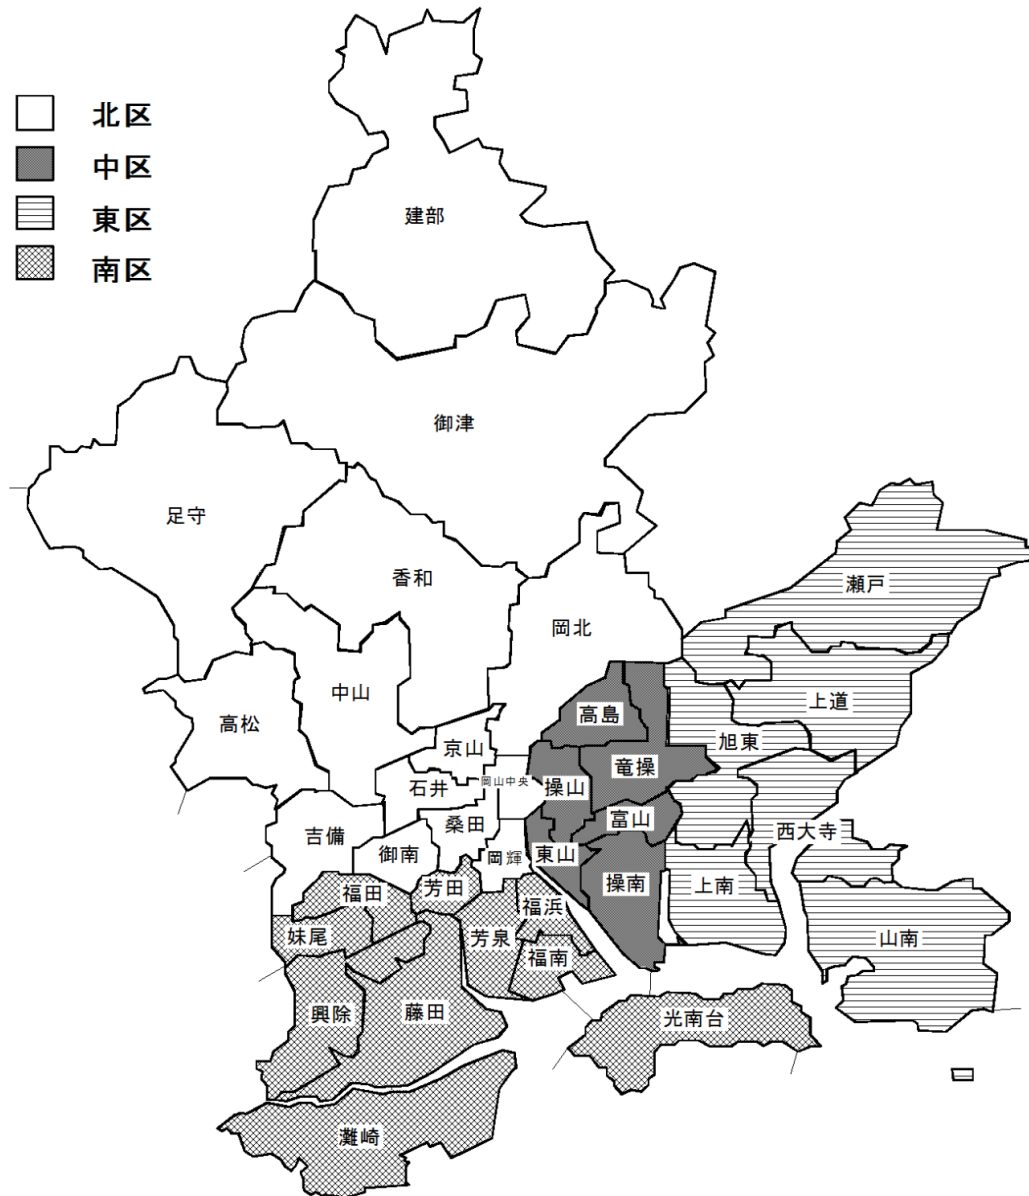 北区
中区
東区
南区
建部
御津
足守
香和
瀬戸
岡北
中山
上道
高島
高松
旭東
京山
竜操
石井
岡山中央
操山
桑田
富山
吉備
西大寺
御南
岡輝
東山
福田
芳田
操南
上南
福浜
妹尾
芳泉
山南
福南
興除
藤田
光南台
灘崎